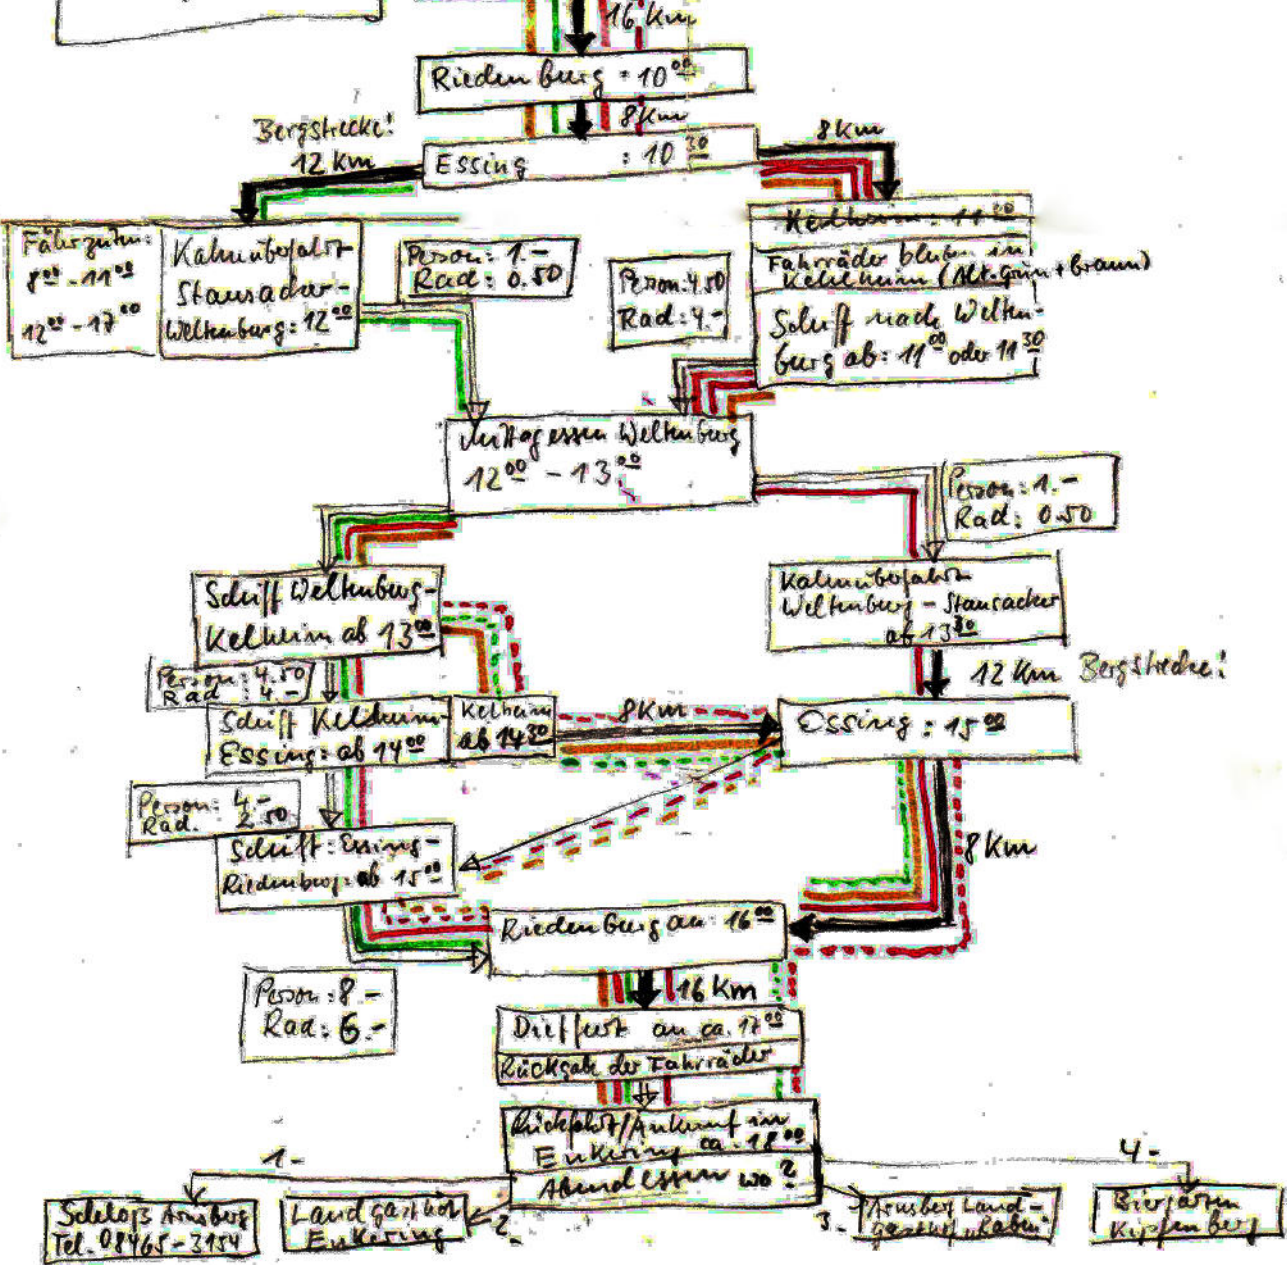 16 Km
Riedenburg : 10 00
8 Km
Bergstrecke!
12 Km
Essing : 10 30
8 Km
Fährzeiten:
8 00 - 11 00
12 00 - 17 00
Kahnüberfahrt
Stausacker-
Weltenburg: 12 00
Person: 1.-
Rad: 0.50
Person: 4.50
Rad: 4.-
Kelheim: 11 00
Fahrräder bleiben in
Kehlheim (Alt. Grün + braun)
Schiff nach Welten-
burg ab: 11 00 oder 11 30
Mittagessen Weltenburg
12 00 - 13 00
Person: 1.-
Rad: 0.50
Schiff Weltenburg-
Kelheim ab 13 00
Kahnüberfahrt
Weltenburg - Stausacker
ab 13 30
Person: 4.50
Rad: 4.-
12 Km Bergstrecke!
Schiff Kelheim-
Essing: ab 14 00
Kelheim
ab 14 30
8 Km
Essing: 15 00
Person: 4.-
Rad. 2.50
Schiff: Essing-
Riedenburg: ab 15 00
8 Km
Riedenburg an: 16 00
Person: 8.-
Rad: 6.-
16 Km
Dietfurt an ca. 17 00
Rückgabe der Fahrräder
Rückfahrt/Ankunft in
Enkering ca. 18 00
Abendessen wo?
1.-
2.-
3.-
4.-
Schloß Arnsberg
Tel. 08465-3154
Landgasthof
Enkering
Arnsberg Land-
gasthof "Raben"
Biergarten
Kipfenberg